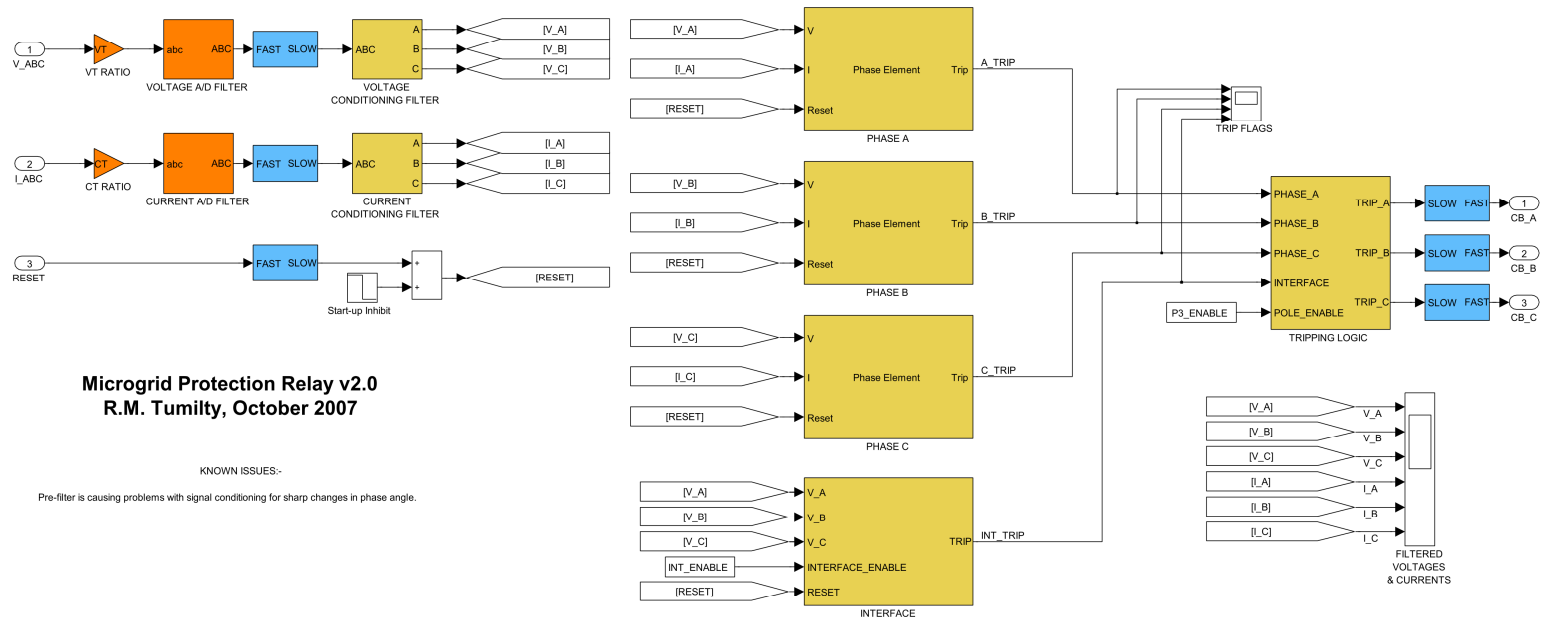 1
V_ABC
VT
VT RATIO
abc ABC
VOLTAGE A/D FILTER
FAST SLOW
ABC
A
B
C
VOLTAGE
CONDITIONING FILTER
[V_A]
[V_B]
[V_C]
2
I_ABC
CT
CT RATIO
abc ABC
CURRENT A/D FILTER
FAST SLOW
ABC
A
B
C
CURRENT
CONDITIONING FILTER
[I_A]
[I_B]
[I_C]
3
RESET
FAST SLOW
Start-up Inhibit
+
+
[RESET]
Microgrid Protection Relay v2.0
R.M. Tumilty, October 2007
KNOWN ISSUES:-
Pre-filter is causing problems with signal conditioning for sharp changes in phase angle.
[V_A]
[I_A]
[RESET]
V
I
Reset
Phase Element
Trip
PHASE A
A_TRIP
[V_B]
[I_B]
[RESET]
V
I
Reset
Phase Element
Trip
PHASE B
B_TRIP
[V_C]
[I_C]
[RESET]
V
I
Reset
Phase Element
Trip
PHASE C
C_TRIP
[V_A]
[V_B]
[V_C]
INT_ENABLE
[RESET]
V_A
V_B
V_C
INTERFACE_ENABLE
RESET
TRIP
INTERFACE
INT_TRIP
TRIP FLAGS
P3_ENABLE
PHASE_A
PHASE_B
PHASE_C
INTERFACE
POLE_ENABLE
TRIP_A
TRIP_B
TRIP_C
TRIPPING LOGIC
SLOW FAST
1
CB_A
SLOW FAST
2
CB_B
SLOW FAST
3
CB_C
[V_A]
[V_B]
[V_C]
[I_A]
[I_B]
[I_C]
V_A
V_B
V_C
I_A
I_B
I_C
FILTERED
VOLTAGES
& CURRENTS